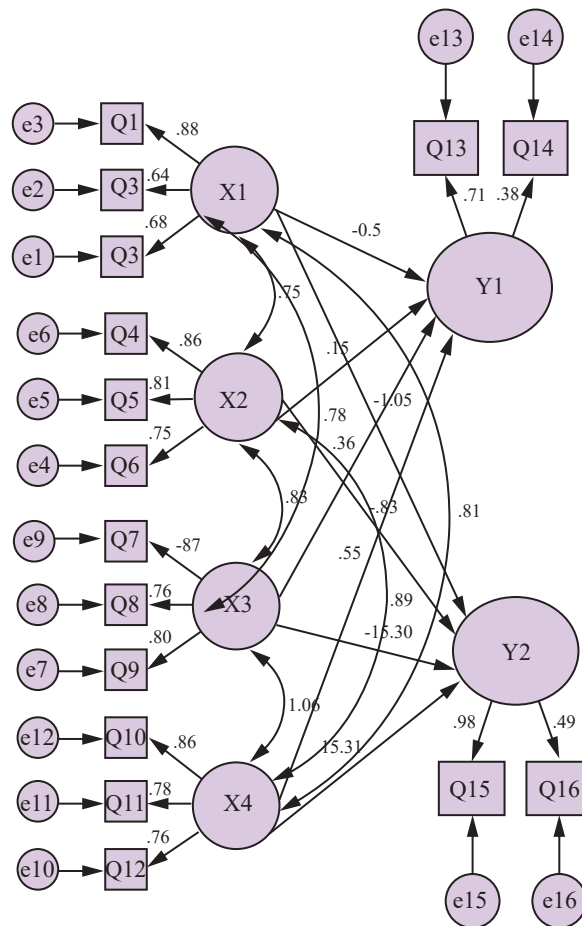 e13
e14
e3
Q1
.88
Q13
Q14
e2
Q3
.64
X1
.71
.38
e1
Q3
.68
-0.5
Y1
.75
e6
Q4
.86
.15
e5
Q5
.81
X2
-1.05
e4
Q6
.75
.78
.36
.83
-.83
.81
e9
Q7
-.87
.55
e8
Q8
.76
X3
.89
-15.30
e7
Q9
.80
Y2
1.06
.98
.49
e12
Q10
.86
15.31
e11
Q11
.78
X4
Q15
Q16
e10
Q12
.76
e15
e16